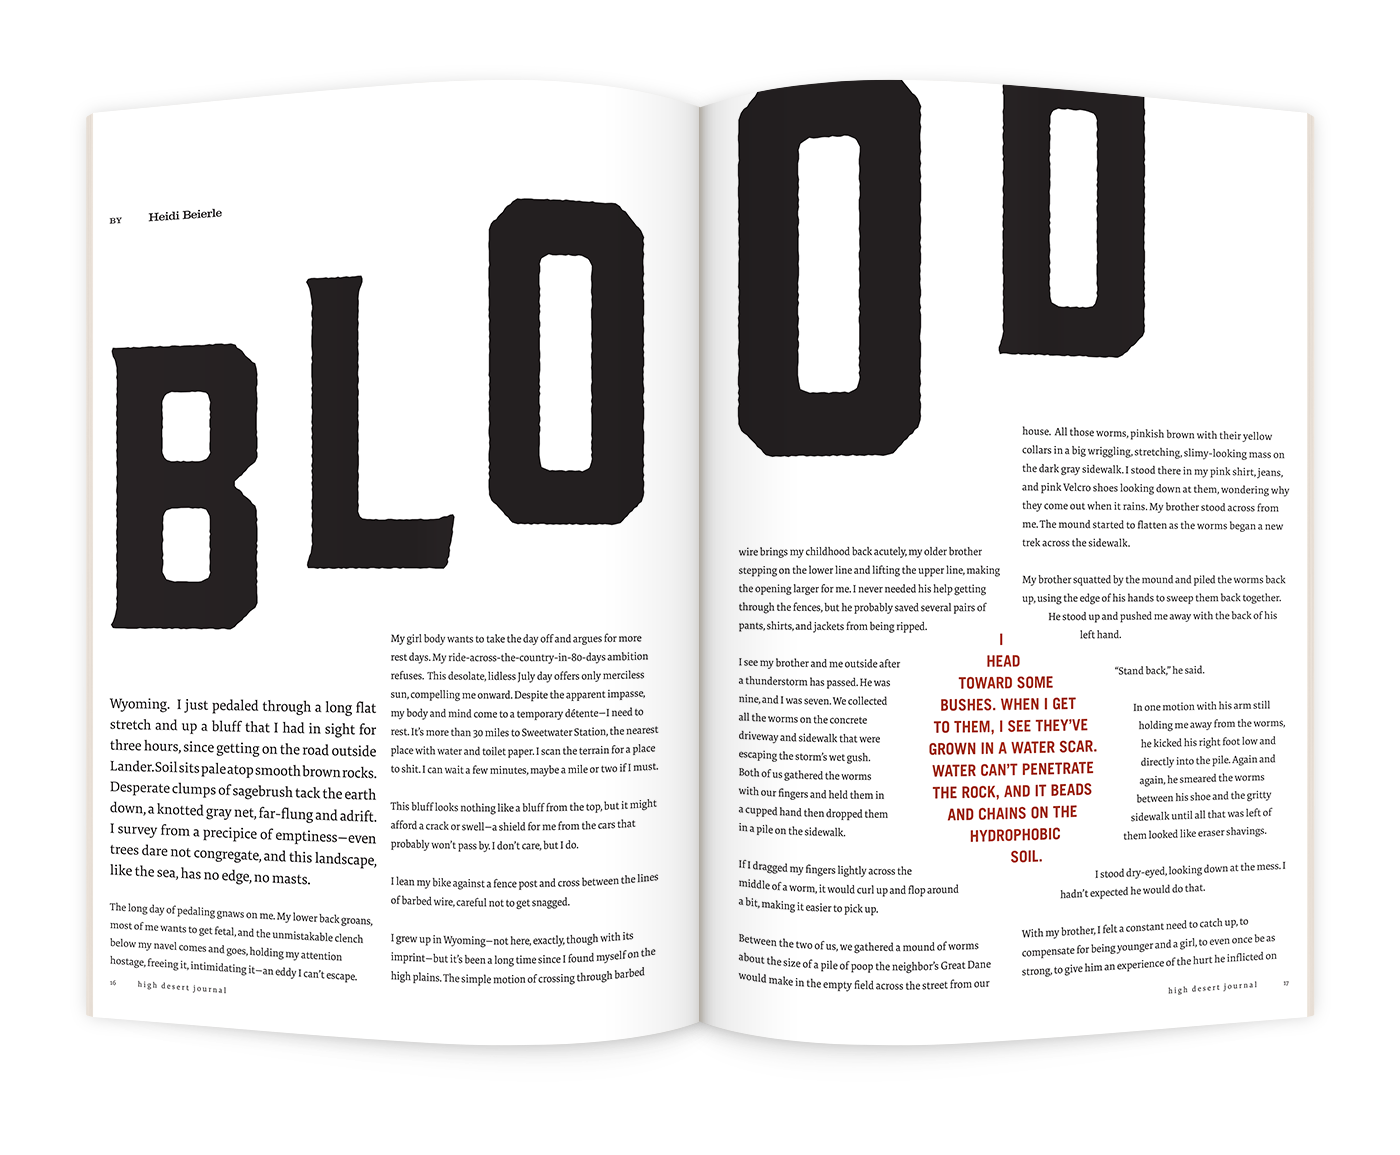 BY Heidi Beierle
BLOOD
Wyoming. I just pedaled through a long flat
stretch and up a bluff that I had in sight for
three hours, since getting on the road outside
Lander. Soil sits pale atop smooth brown rocks.
Desperate clumps of sagebrush tack the earth
down, a knotted gray net, far-flung and adrift.
I survey from a precipice of emptiness—even
trees dare not congregate, and this landscape,
like the sea, has no edge, no masts.
The long day of pedaling gnaws on me. My lower back groans,
most of me wants to get fetal, and the unmistakable clench
below my navel comes and goes, holding my attention
hostage, freeing it, intimidating it—an eddy I can't escape.
My girl body wants to take the day off and argues for more
rest days. My ride-across-the-country-in-80-days ambition
refuses. This desolate, lidless July day offers only merciless
sun, compelling me onward. Despite the apparent impasse,
my body and mind come to a temporary détente—I need to
rest. It's more than 30 miles to Sweetwater Station, the nearest
place with water and toilet paper. I scan the terrain for a place
to shit. I can wait a few minutes, maybe a mile or two if I must.
This bluff looks nothing like a bluff from the top, but it might
afford a crack or swell—a shield for me from the cars that
probably won't pass by. I don't care, but I do.
I lean my bike against a fence post and cross between the lines
of barbed wire, careful not to get snagged.
I grew up in Wyoming—not here, exactly, though with its
imprint—but it's been a long time since I found myself on the
high plains. The simple motion of crossing through barbed
16 high desert journal
wire brings my childhood back acutely, my older brother
stepping on the lower line and lifting the upper line, making
the opening larger for me. I never needed his help getting
through the fences, but he probably saved several pairs of
pants, shirts, and jackets from being ripped.
I see my brother and me outside after
a thunderstorm has passed. He was
nine, and I was seven. We collected
all the worms on the concrete
driveway and sidewalk that were
escaping the storm's wet gush.
Both of us gathered the worms
with our fingers and held them in
a cupped hand then dropped them
in a pile on the sidewalk.
If I dragged my fingers lightly across the
middle of a worm, it would curl up and flop around
a bit, making it easier to pick up.
Between the two of us, we gathered a mound of worms
about the size of a pile of poop the neighbor's Great Dane
would make in the empty field across the street from our
I
HEAD
TOWARD SOME
BUSHES. WHEN I GET
TO THEM, I SEE THEY'VE
GROWN IN A WATER SCAR.
WATER CAN'T PENETRATE
THE ROCK, AND IT BEADS
AND CHAINS ON THE
HYDROPHOBIC
SOIL.
house. All those worms, pinkish brown with their yellow
collars in a big wriggling, stretching, slimy-looking mass on
the dark gray sidewalk. I stood there in my pink shirt, jeans,
and pink Velcro shoes looking down at them, wondering why
they come out when it rains. My brother stood across from
me. The mound started to flatten as the worms began a new
trek across the sidewalk.
My brother squatted by the mound and piled the worms back
up, using the edge of his hands to sweep them back together.
He stood up and pushed me away with the back of his
left hand.
“Stand back,” he said.
In one motion with his arm still
holding me away from the worms,
he kicked his right foot low and
directly into the pile. Again and
again, he smeared the worms
between his shoe and the gritty
sidewalk until all that was left of
them looked like eraser shavings.
I stood dry-eyed, looking down at the mess. I
hadn't expected he would do that.
With my brother, I felt a constant need to catch up, to
compensate for being younger and a girl, to even once be as
strong, to give him an experience of the hurt he inflicted on
high desert journal 17